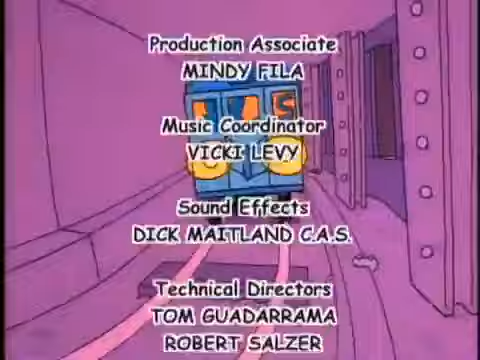 Production Associate
MINDY FILA
Music Coordinator
VICKI LEVY
Sound Effects
DICK MAITLAND C.A.S.
Technical Directors
TOM GUADARRAMA
ROBERT SALZER